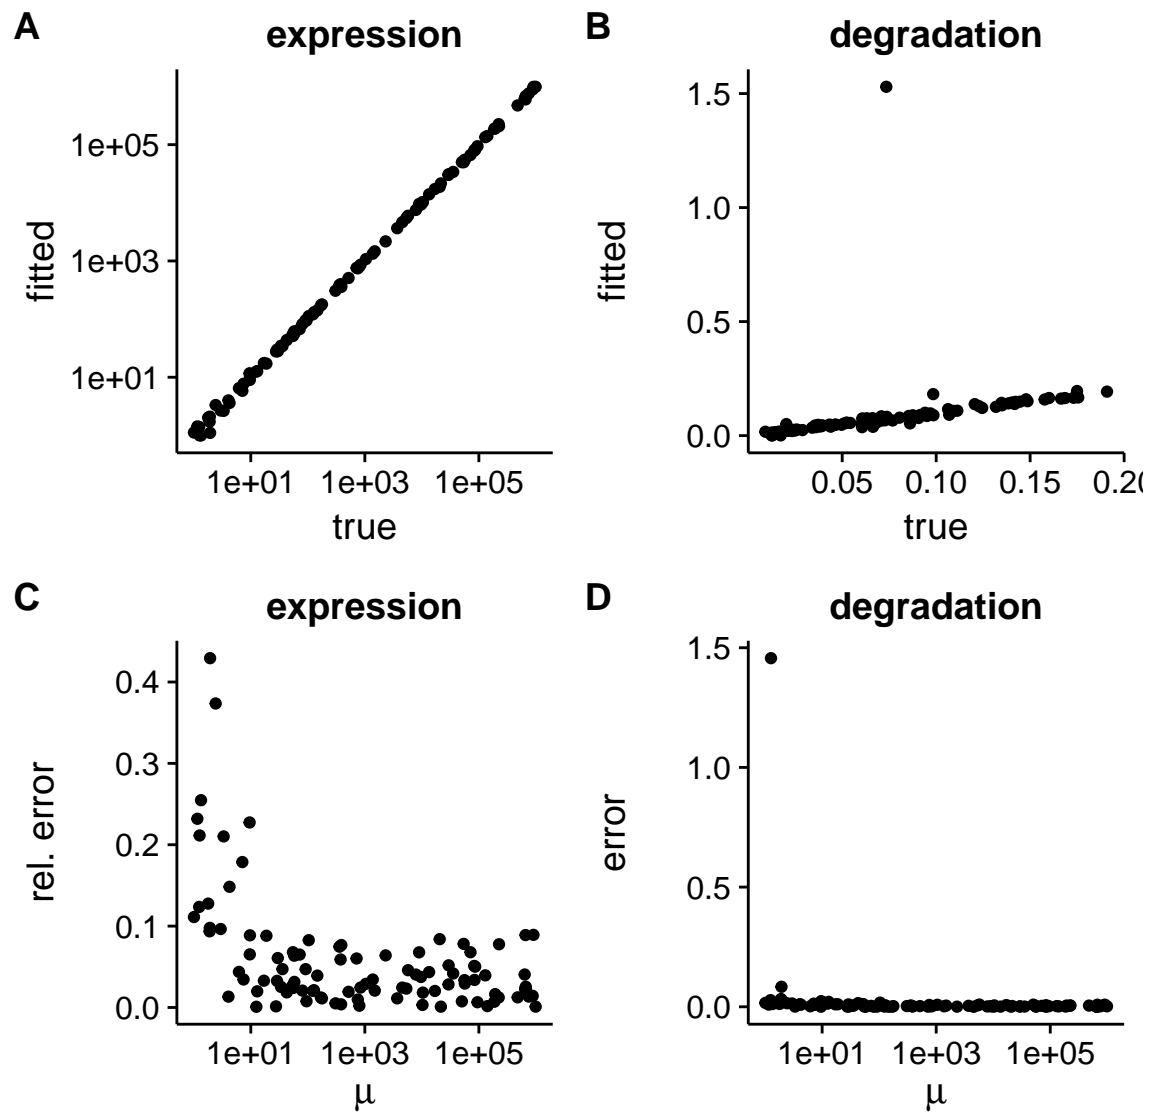 A
expression
fitted
1e+05
1e+03
1e+01
1e+01 1e+03 1e+05
true
B
degradation
fitted
1.5
1.0
0.5
0.0
0.05 0.10 0.15 0.20
true
C
expression
rel. error
0.4
0.3
0.2
0.1
0.0
1e+01 1e+03 1e+05
μ
D
degradation
error
1.5
1.0
0.5
0.0
1e+01 1e+03 1e+05
μ